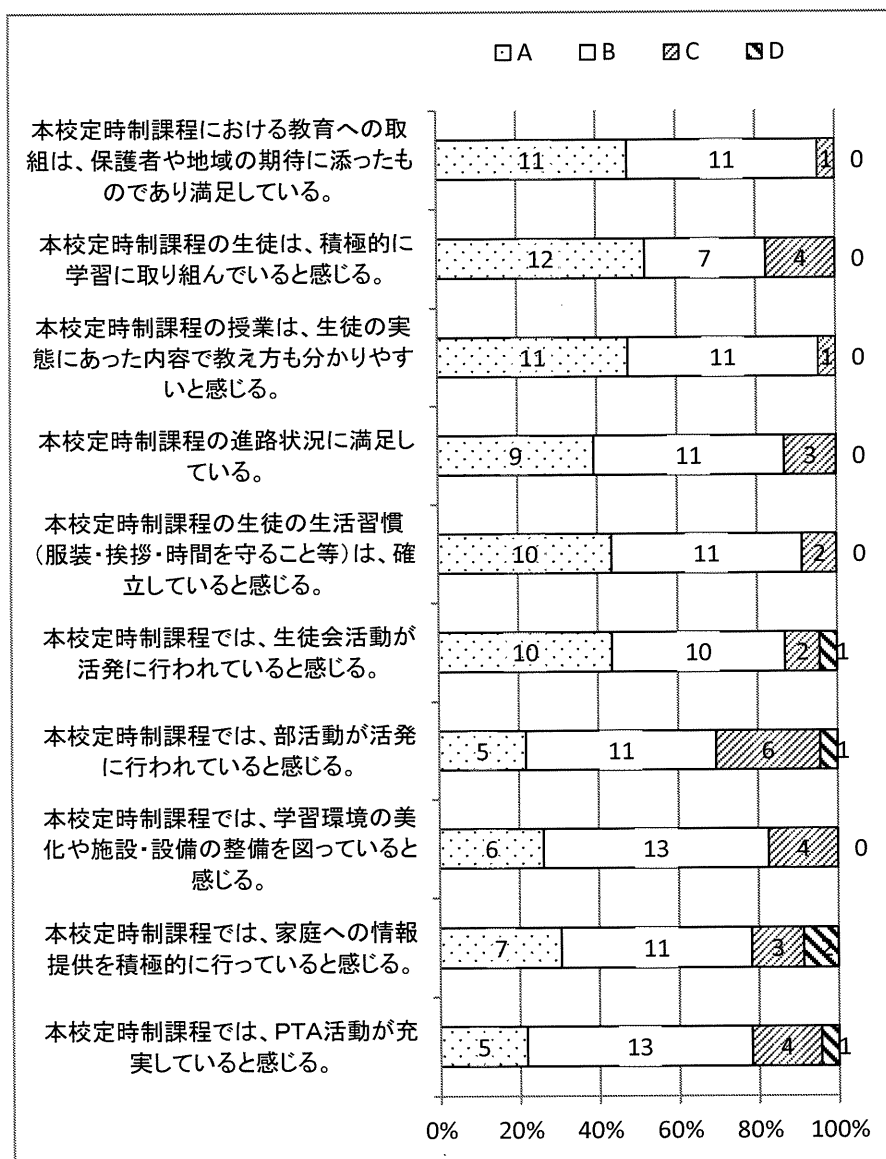 A B C D
本校定時制課程における教育への取
組は、保護者や地域の期待に添ったも
のであり満足している。
11 11 1 0
本校定時制課程の生徒は、積極的に
学習に取り組んでいると感じる。
12 7 4 0
本校定時制課程の授業は、生徒の実
態にあった内容で教え方も分かりやす
いと感じる。
11 11 1 0
本校定時制課程の進路状況に満足し
ている。
9 11 3 0
本校定時制課程の生徒の生活習慣
(服装・挨拶・時間を守ること等)は、確
立していると感じる。
10 11 2 0
本校定時制課程では、生徒会活動が
活発に行われていると感じる。
10 10 2 1
本校定時制課程では、部活動が活発
に行われていると感じる。
5 11 6 1
本校定時制課程では、学習環境の美
化や施設・設備の整備を図っていると
感じる。
6 13 4 0
本校定時制課程では、家庭への情報
提供を積極的に行っていると感じる。
7 11 3
本校定時制課程では、PTA活動が充
実していると感じる。
5 13 4 1
0% 20% 40% 60% 80% 100%